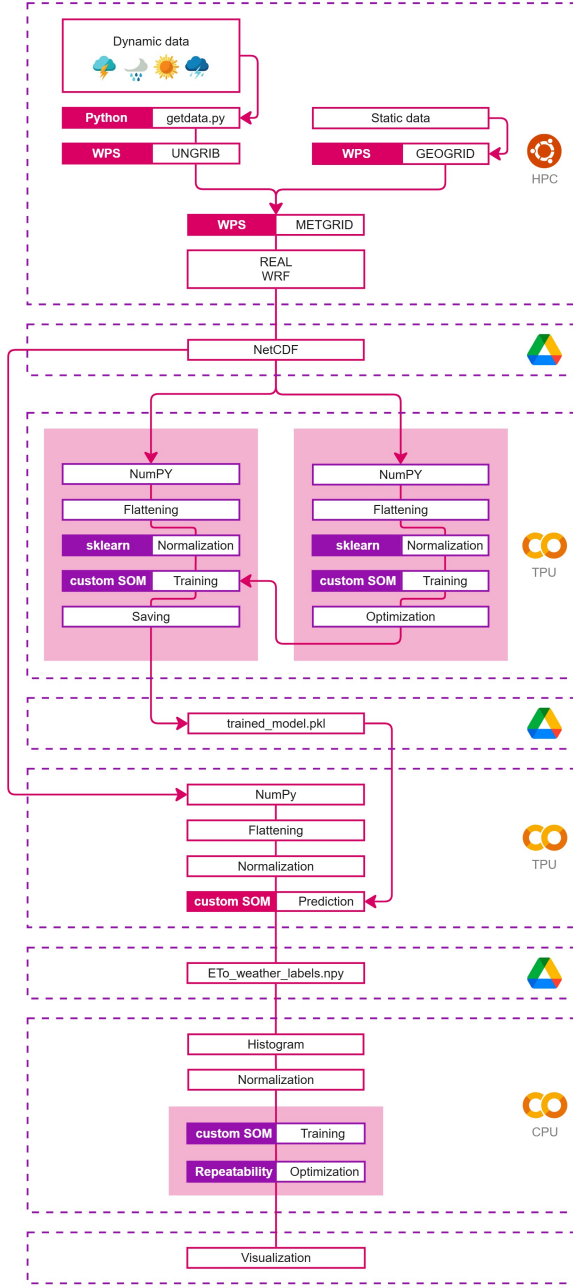 Dynamic data
Python getdata.py
Static data
WPS UNGRIB
WPS GEOGRID
HPC
WPS METGRID
REAL
WRF
NetCDF
NumPY
NumPY
Flattening
Flattening
sklearn Normalization
sklearn Normalization
custom SOM Training
custom SOM Training
TPU
Saving
Optimization
trained_model.pkl
NumPy
Flattening
TPU
Normalization
custom SOM Prediction
ETo_weather_labels.npy
Histogram
Normalization
CPU
custom SOM Training
Repeatability Optimization
Visualization